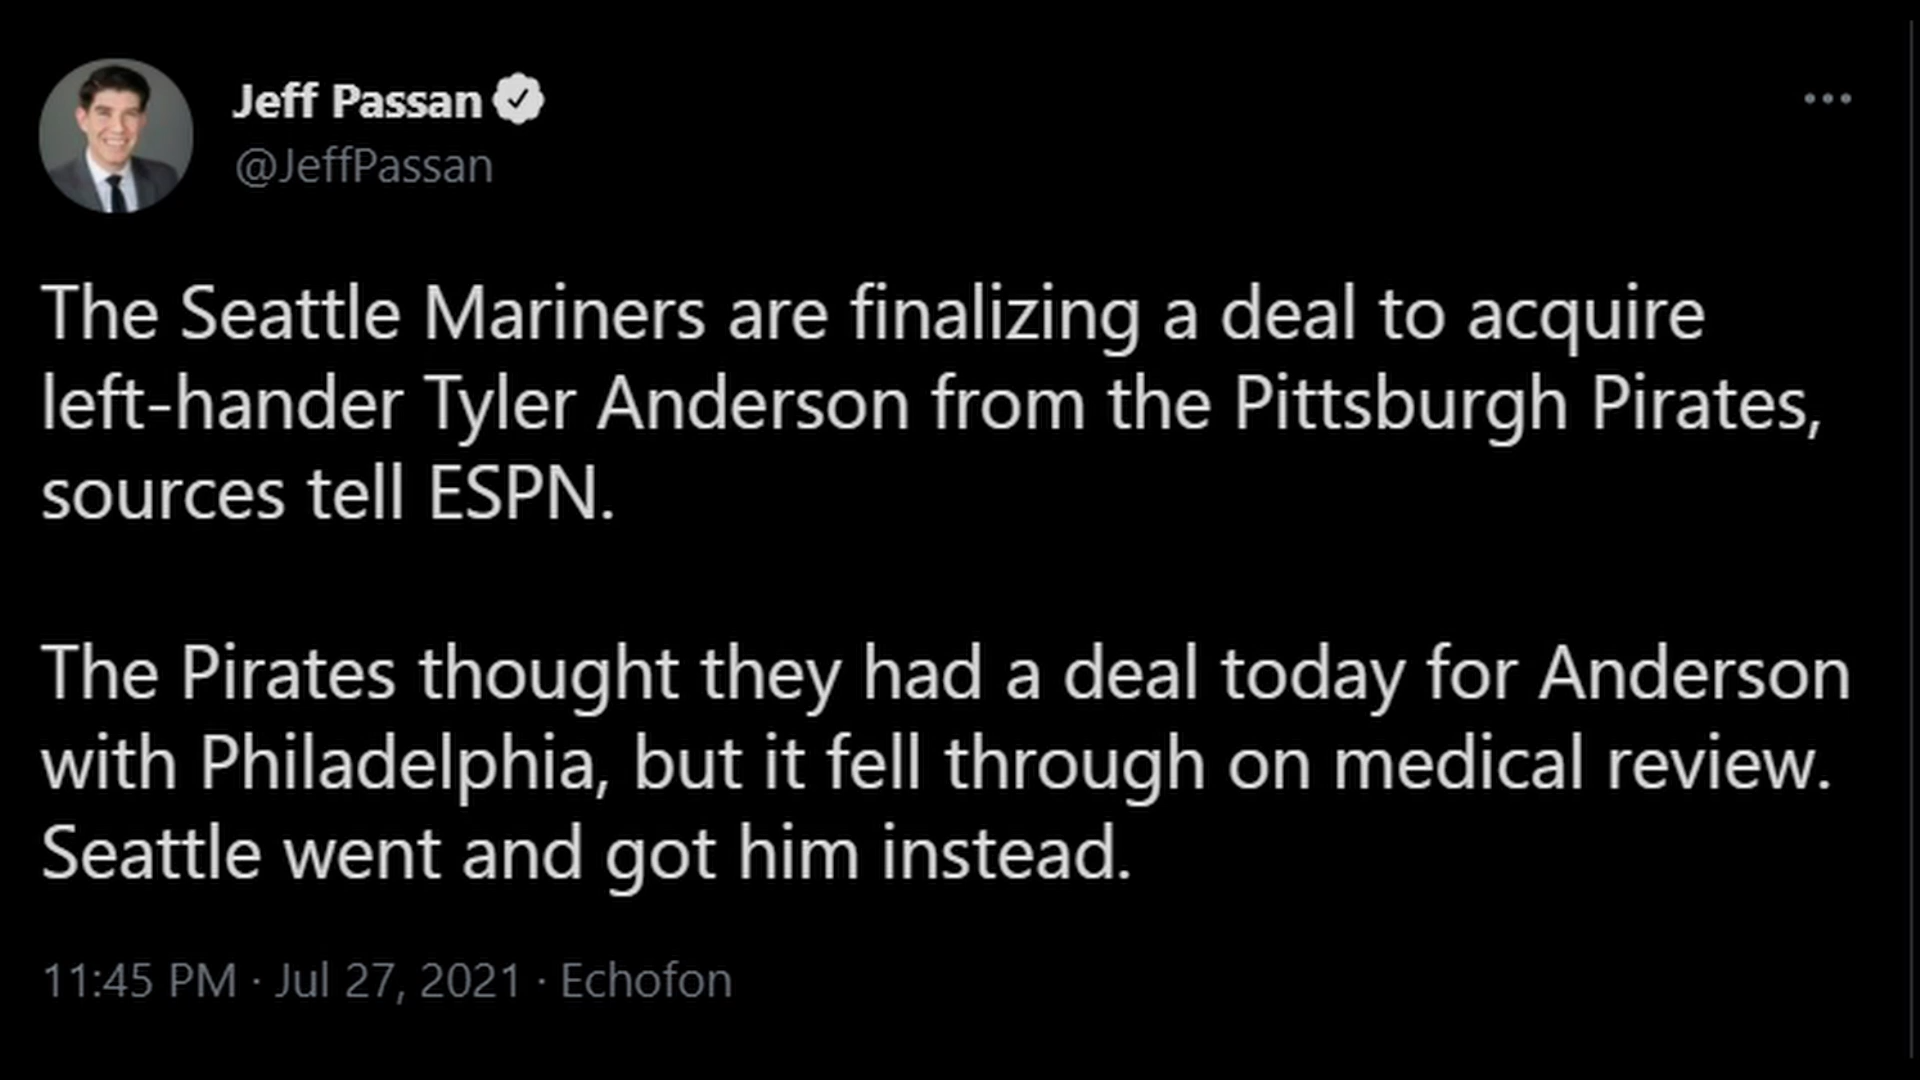 Jeff Passan
@JeffPassan
The Seattle Mariners are finalizing a deal to acquire
left-hander Tyler Anderson from the Pittsburgh Pirates,
sources tell ESPN.
The Pirates thought they had a deal today for Anderson
with Philadelphia, but it fell through on medical review.
Seattle went and got him instead.
11:45 PM · Jul 27, 2021 · Echofon